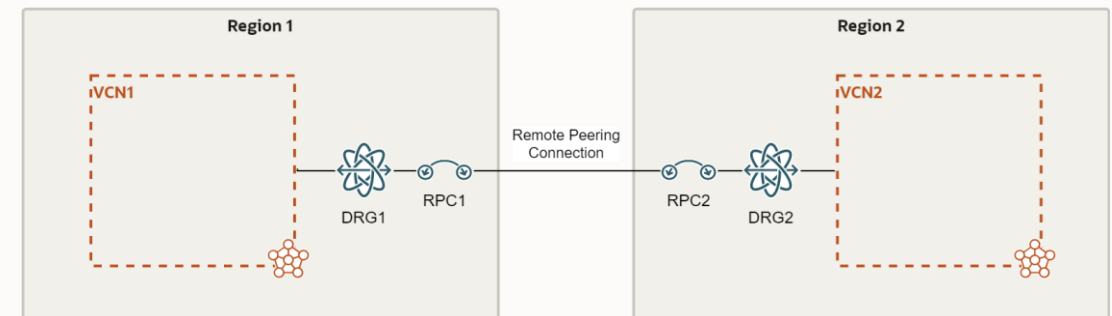 Region 1
Region 2
VCN1
VCN2
Remote Peering
Connection
DRG1
RPC1
RPC2
DRG2